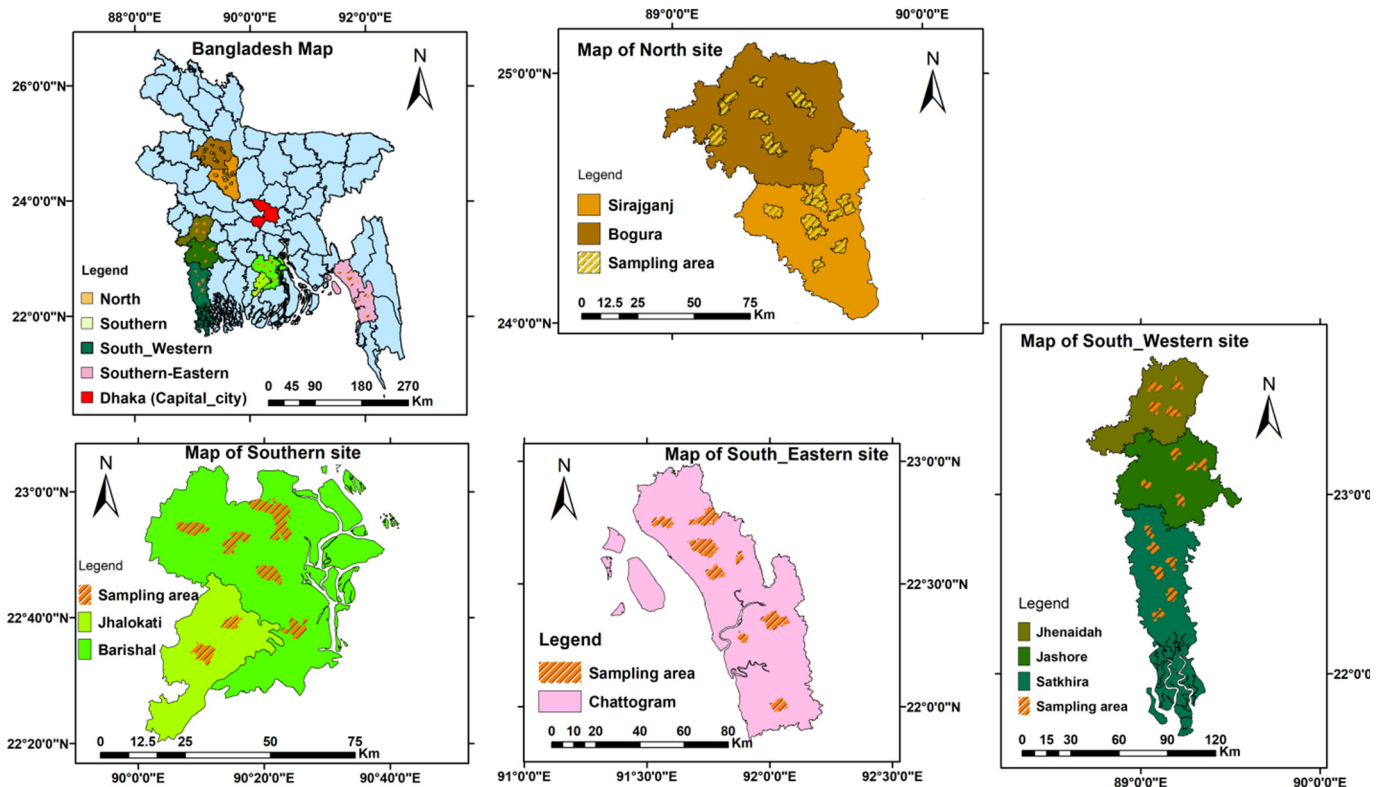 88°0'0"E 90°0'0"E 92°0'0"E
Bangladesh Map
N
26°0'0"N
24°0'0"N
22°0'0"N
Legend
North
Southern
South_Western
Southern-Eastern
Dhaka (Capital_city)
0 45 90 180 270
Km
89°0'0"E 90°0'0"E
Map of North site
N
25°0'0"N
24°0'0"N
Legend
Sirajganj
Bogura
Sampling area
0 12.5 25 50 75
Km
Map of South_Western site
N
23°0'0"N
22°0'0"N
Legend
Jhenaidah
Jashore
Satkhira
Sampling area
0 15 30 60 90 120
Km
89°0'0"E 90°0'0"E
Map of Southern site
N
23°0'0"N
22°40'0"N
22°20'0"N
Legend
Sampling area
Jhalokati
Barishal
0 12.5 25 50 75
Km
90°0'0"E 90°20'0"E 90°40'0"E
Map of South_Eastern site
N
23°0'0"N
22°30'0"N
22°0'0"N
Legend
Sampling area
Chattogram
0 10 20 40 60 80
Km
91°0'0"E 91°30'0"E 92°0'0"E 92°30'0"E